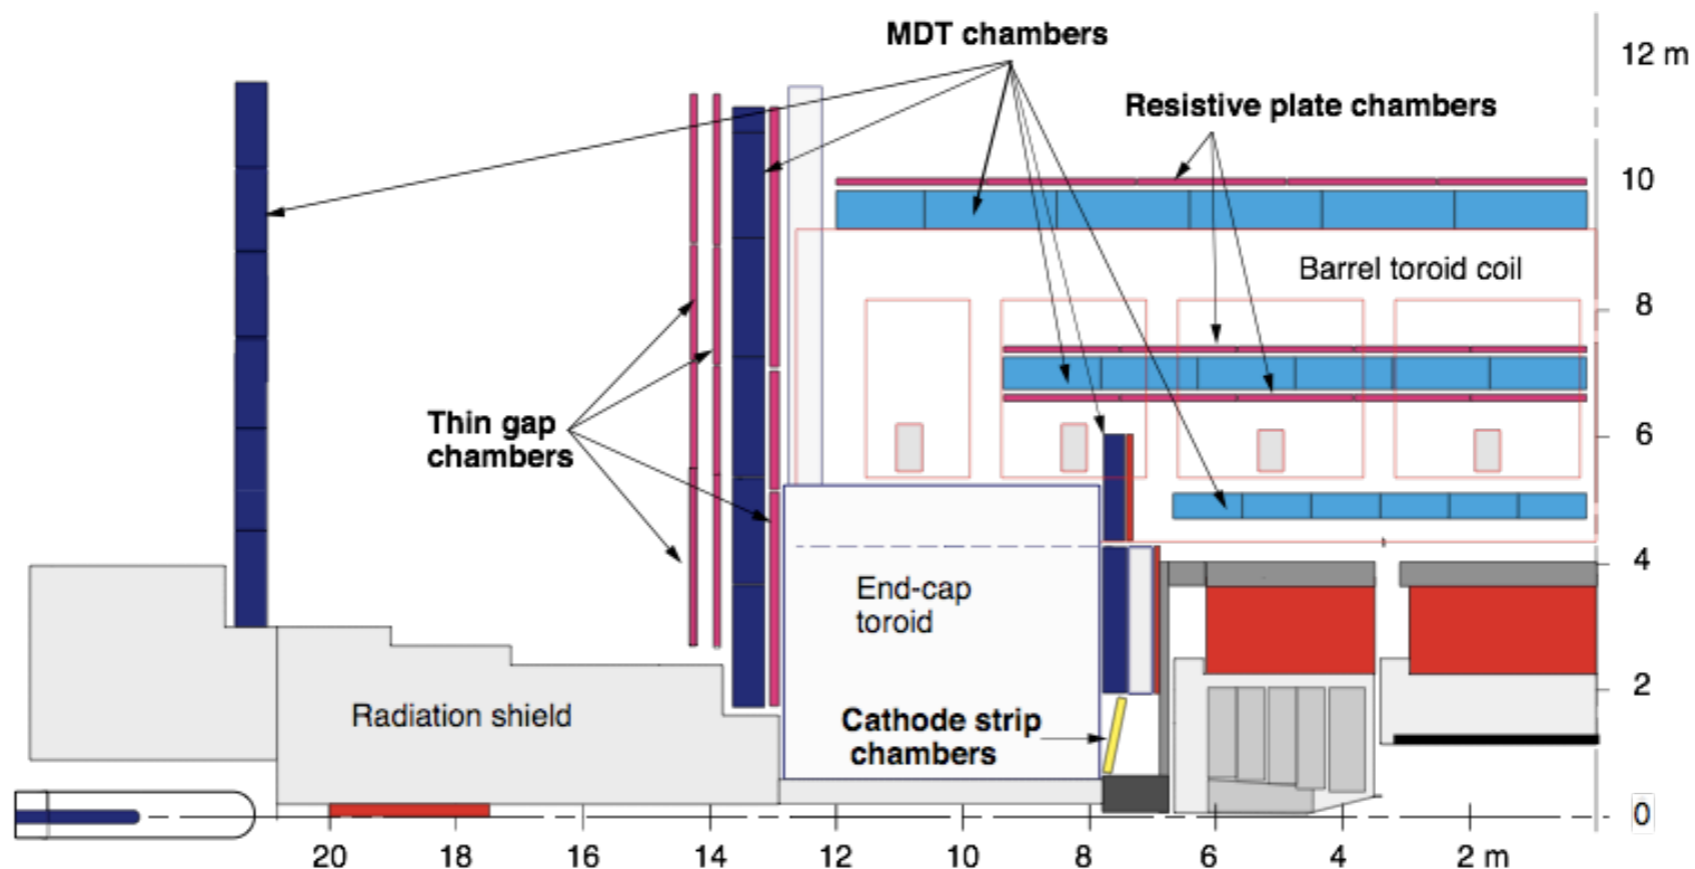 MDT chambers
12 m
Resistive plate chambers
10
Barrel toroid coil
8
Thin gap
chambers
6
4
End-cap
toroid
2
Radiation shield
Cathode strip
chambers
0
20 18 16 14 12 10 8 6 4 2 m